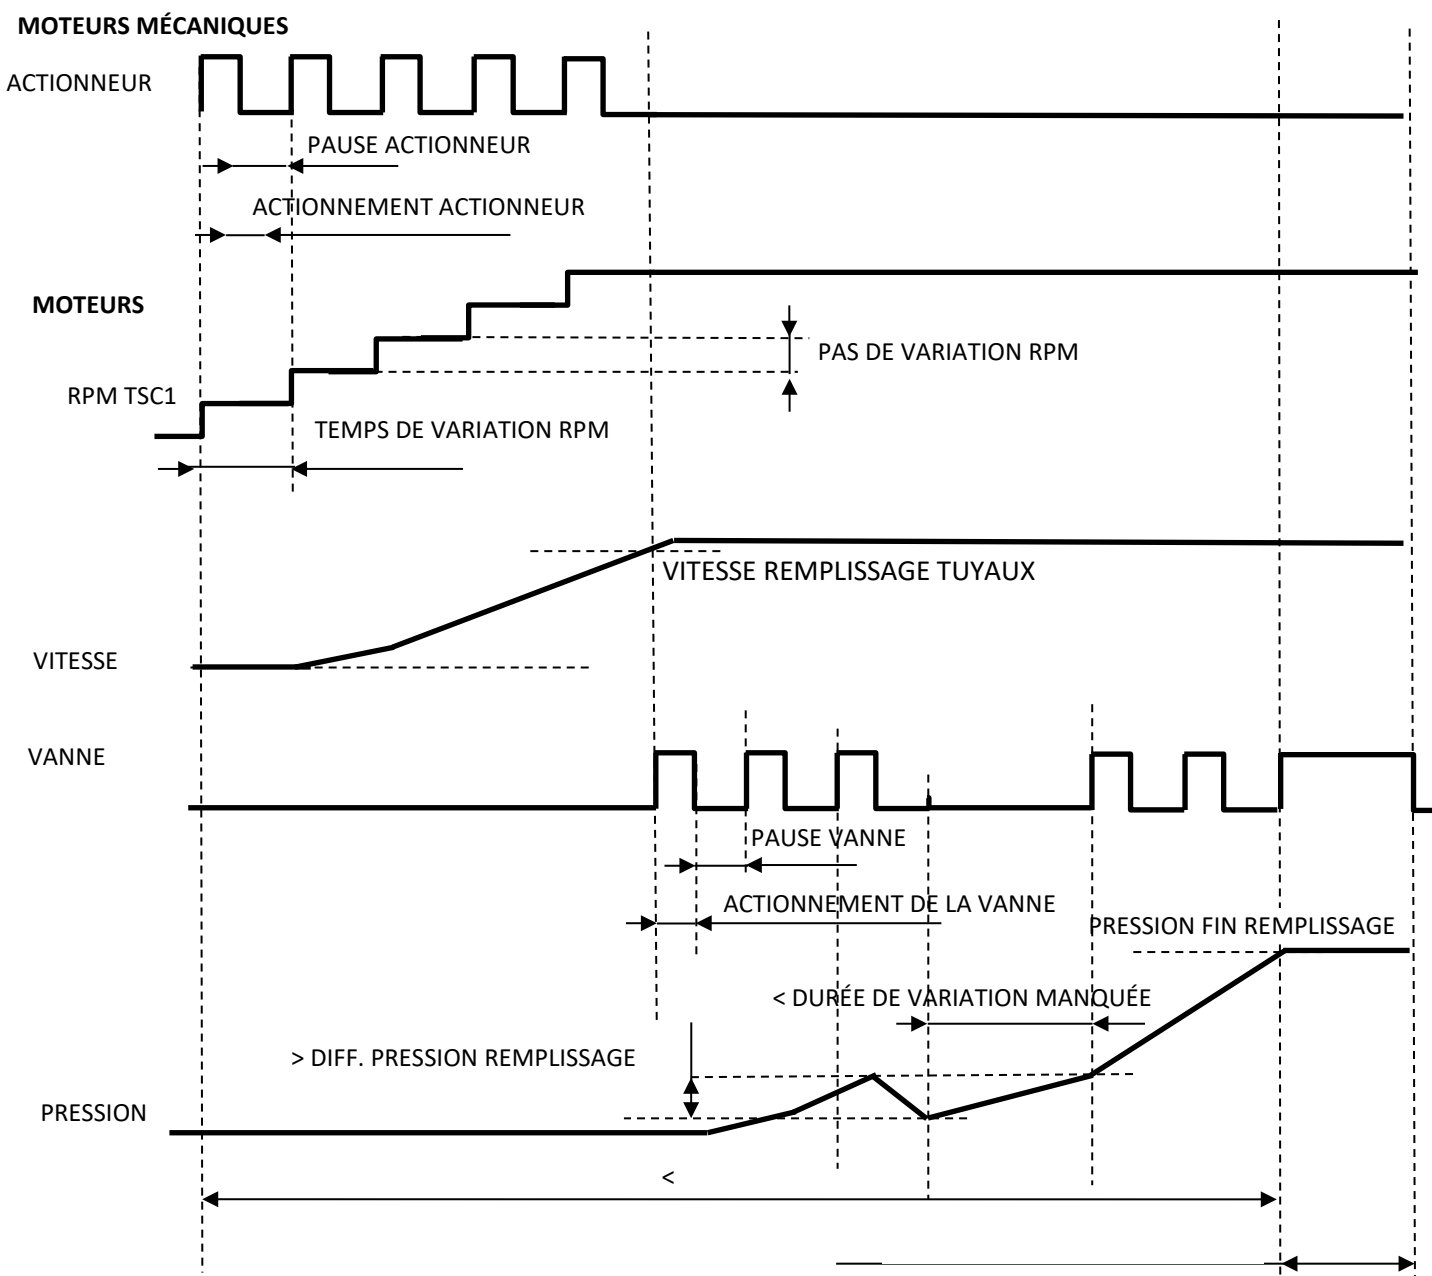 MOTEURS MÉCANIQUES
ACTIONNEUR
PAUSE ACTIONNEUR
ACTIONNEMENT ACTIONNEUR
MOTEURS
PAS DE VARIATION RPM
RPM TSC1
TEMPS DE VARIATION RPM
VITESSE REMPLISSAGE TUYAUX
VITESSE
VANNE
PAUSE VANNE
ACTIONNEMENT DE LA VANNE
PRESSION FIN REMPLISSAGE
< DURÉE DE VARIATION MANQUÉE
> DIFF. PRESSION REMPLISSAGE
PRESSION
<